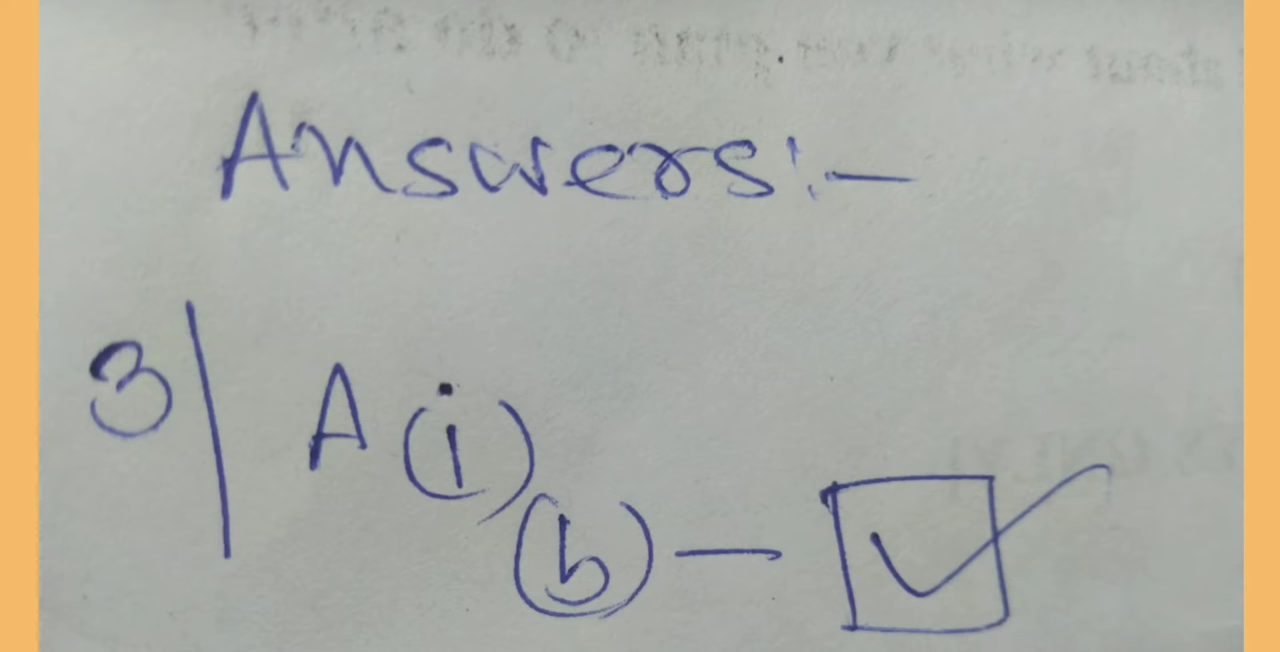 Answers:-
3| A (i)
(b) - ☑